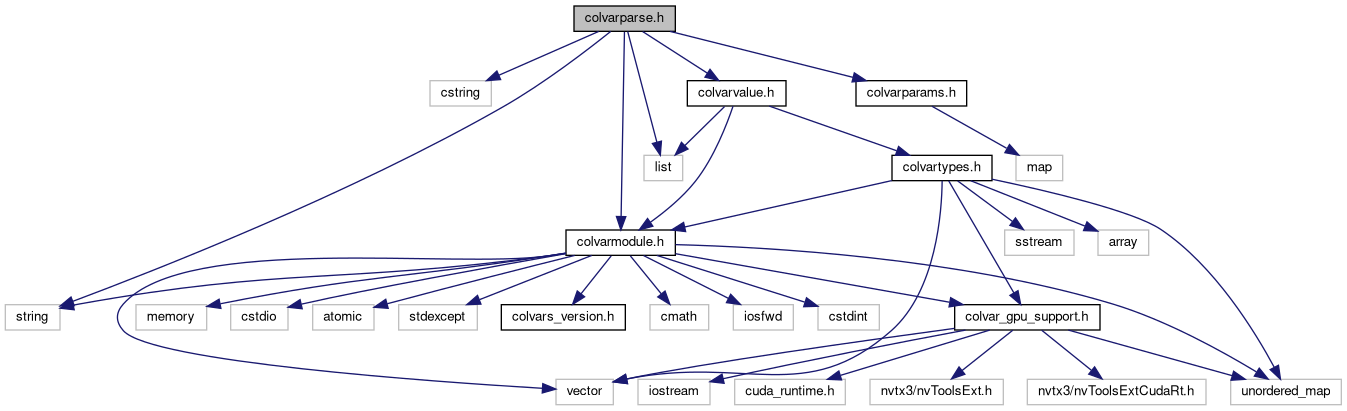 colvarparse.h
cstring
colvarvalue.h
colvarparams.h
list
colvartypes.h
map
colvarmodule.h
sstream
array
string
memory
cstdio
atomic
stdexcept
colvars_version.h
cmath
iosfwd
cstdint
colvar_gpu_support.h
vector
iostream
cuda_runtime.h
nvtx3/nvToolsExt.h
nvtx3/nvToolsExtCudaRt.h
unordered_map